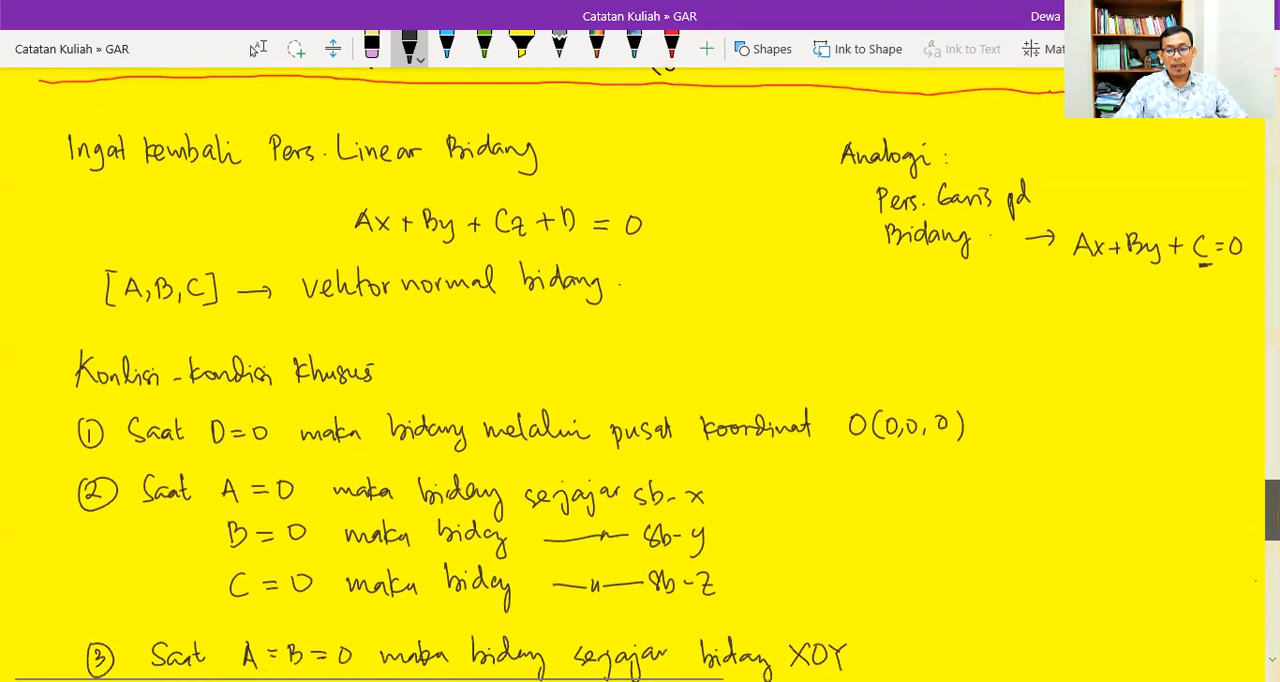 Catatan Kuliah » GAR
Dewa
Catatan Kuliah » GAR
Shapes
Ink to Shape
Ink to Text
Mat
Ingat kembali Pers. Linear Bidang
Ax + By + Cz + D = 0
[A, B, C] → vektor normal bidang.
Analogi :
Pers. Garis pd
Bidang. → Ax + By + C = 0
Kondisi - kondisi khusus
① Saat D = 0 maka bidang melalui pusat koordinat O(0,0,0)
② Saat A = 0 maka bidang sejajar sb-x
B = 0 maka bidang —"— sb-y
C = 0 maka bidang —"— sb-z
③ Saat A = B = 0 maka bidang sejajar bidang XOY